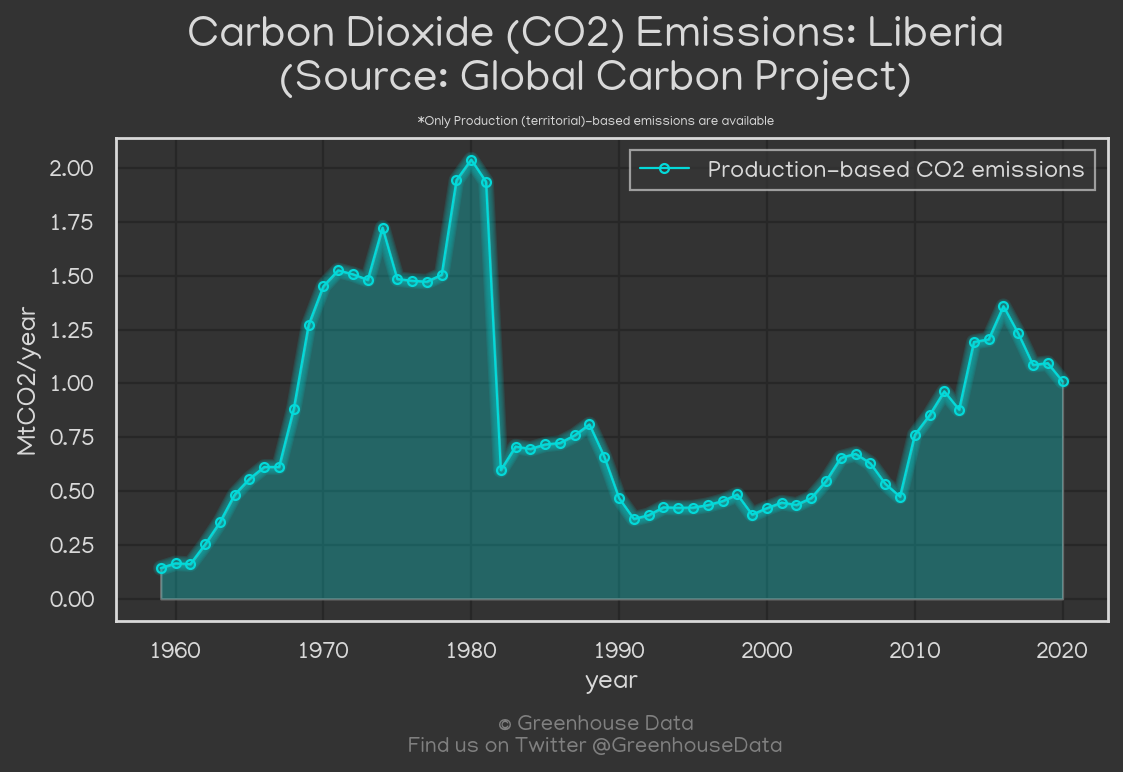 Carbon Dioxide (CO2) Emissions: Liberia
(Source: Global Carbon Project)
*Only Production (territorial)-based emissions are available
Production-based CO2 emissions
2.00
1.75
1.50
1.25
1.00
0.75
0.50
0.25
0.00
MtCO2/year
1960 1970 1980 1990 2000 2010 2020
year
© Greenhouse Data
Find us on Twitter @GreenhouseData